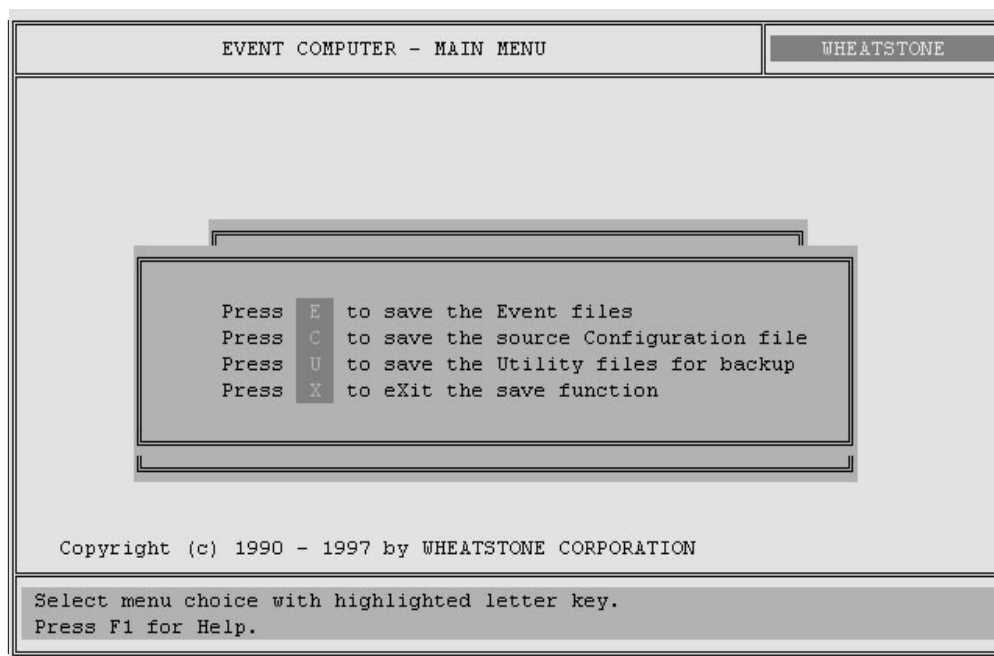 EVENT COMPUTER - MAIN MENU
WHEATSTONE
Press E to save the Event files
Press C to save the source Configuration file
Press U to save the Utility files for backup
Press X to eXit the save function
Copyright (c) 1990 - 1997 by WHEATSTONE CORPORATION
Select menu choice with highlighted letter key.
Press F1 for Help.